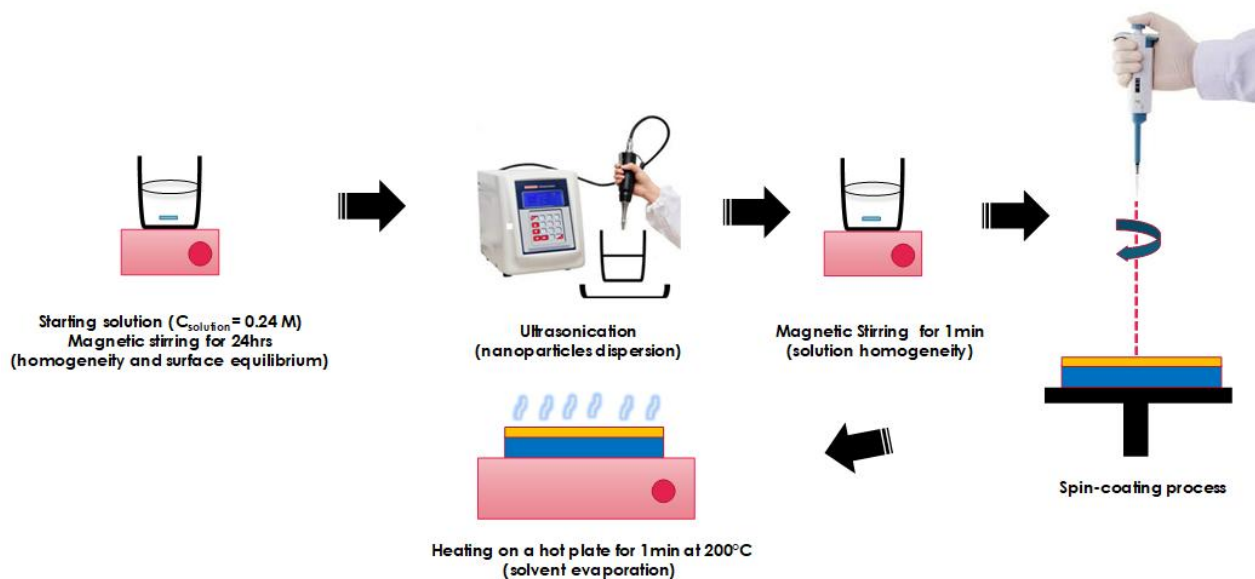 Starting solution (Csolution = 0.24 M)
Magnetic stirring for 24hrs
(homogeneity and surface equilibrium)
Ultrasonication
(nanoparticles dispersion)
Magnetic Stirring for 1min
(solution homogeneity)
Spin-coating process
Heating on a hot plate for 1min at 200°C
(solvent evaporation)